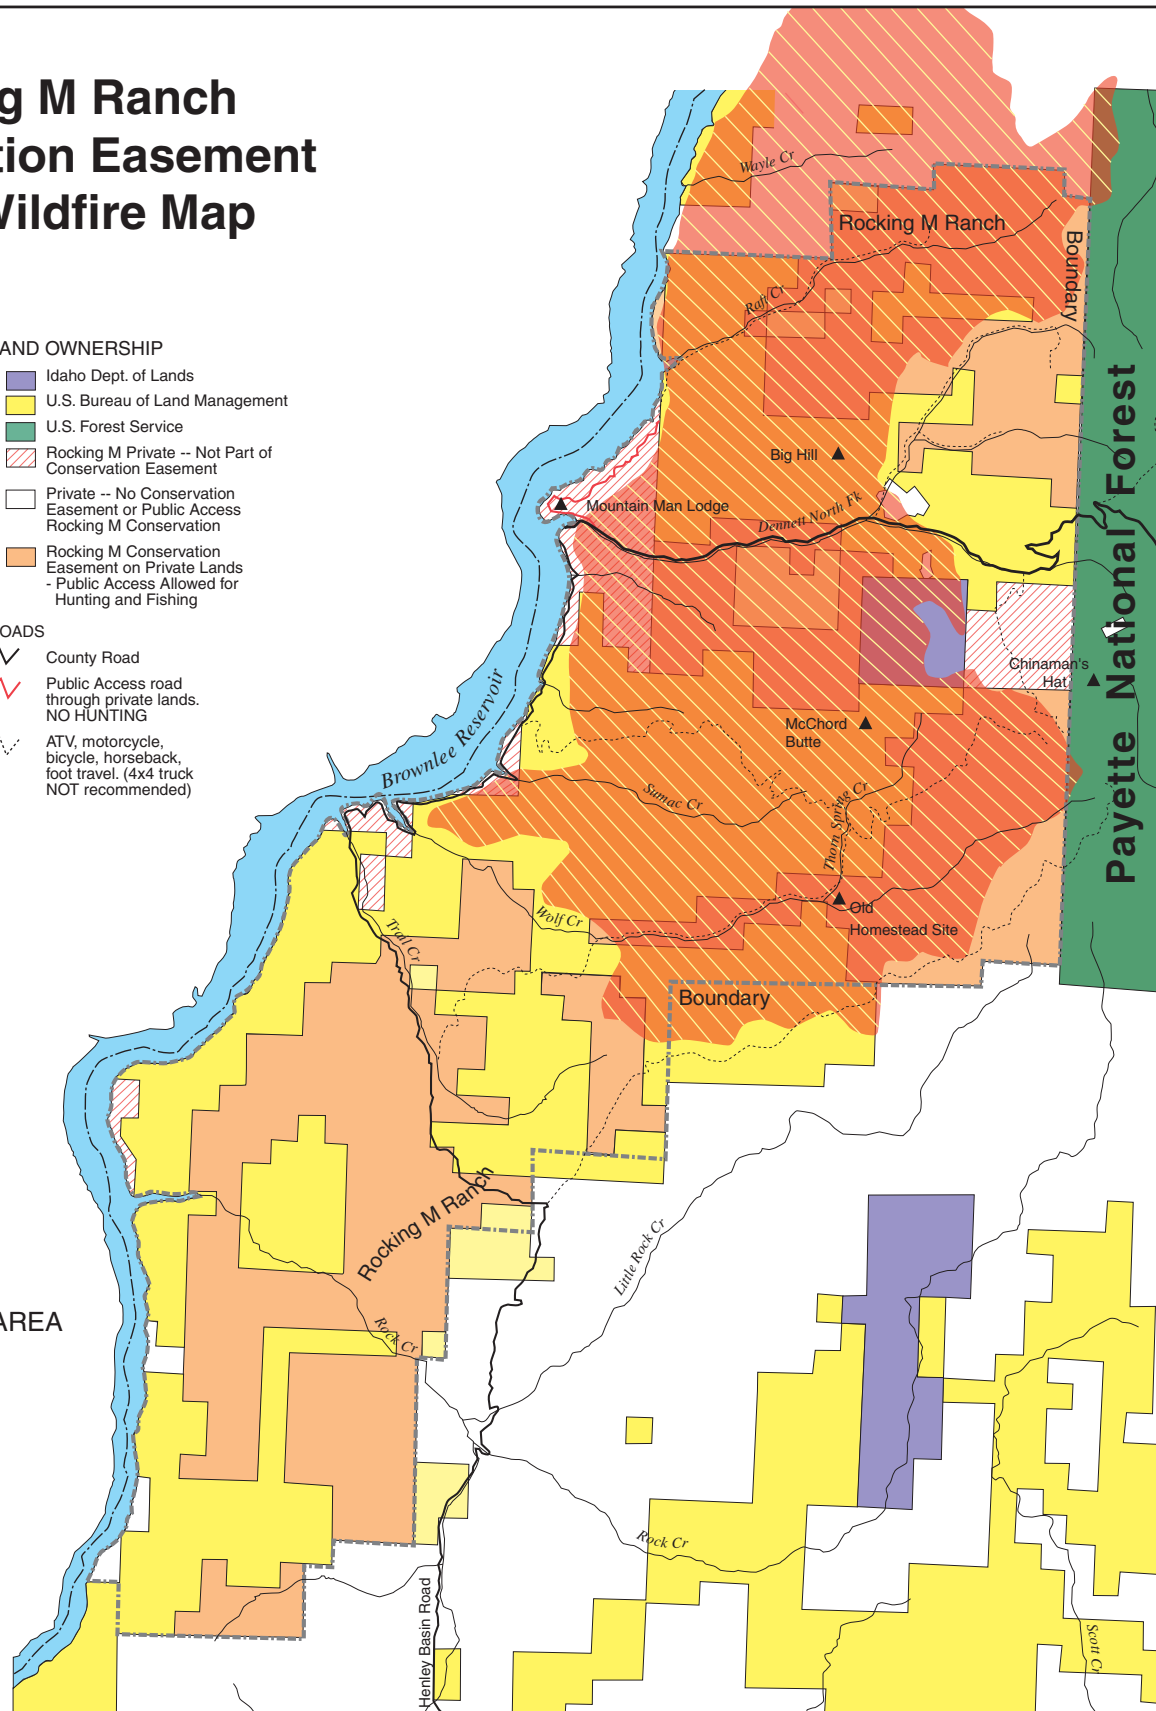 g M Ranch
tion Easement
Wildfire Map
AND OWNERSHIP
Idaho Dept. of Lands
U.S. Bureau of Land Management
U.S. Forest Service
Rocking M Private -- Not Part of
Conservation Easement
Private -- No Conservation
Easement or Public Access
Rocking M Conservation
Rocking M Conservation
Easement on Private Lands
- Public Access Allowed for
Hunting and Fishing
OADS
County Road
Public Access road
through private lands.
NO HUNTING
ATV, motorcycle,
bicycle, horseback,
foot travel. (4x4 truck
NOT recommended)
AREA
Wayle Cr
Rocking M Ranch
Boundary
Raft Cr
Big Hill
Mountain Man Lodge
Dennett North Fk
Payette National Forest
Chinaman's
Hat
McChord
Butte
Brownlee Reservoir
Sumac Cr
Thorn Spring Cr
Old
Homestead Site
Wolf Cr
Trail Cr
Boundary
Rocking M Ranch
Little Rock Cr
Rock Cr
Rock Cr
Henley Basin Road
Scott Cr